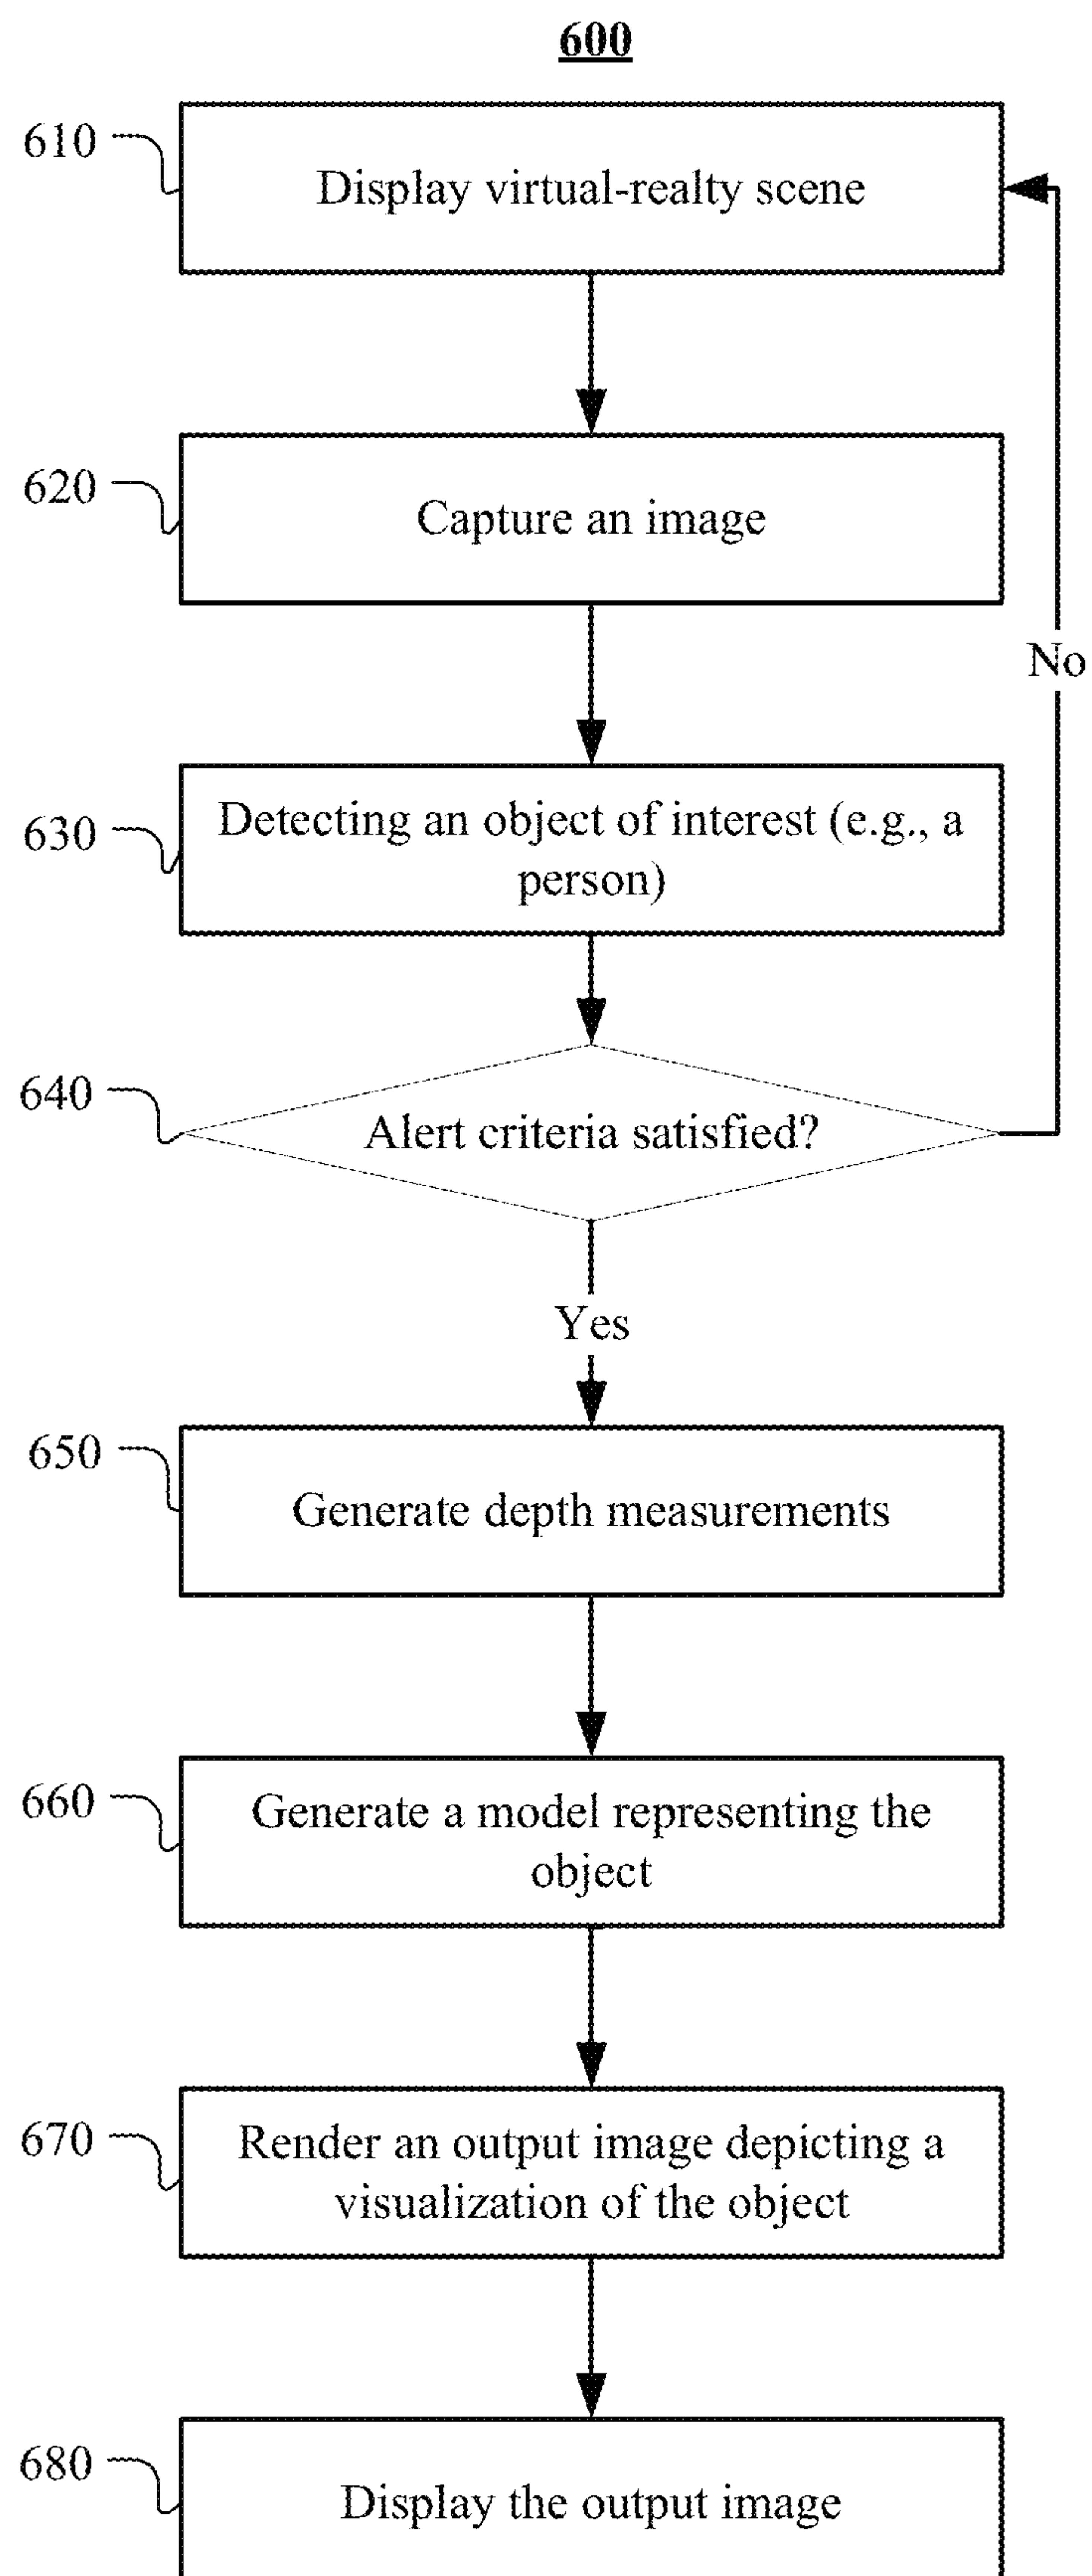 600
610
Display virtual-realty scene
620
Capture an image
No
630
Detecting an object of interest (e.g., a
person)
640
Alert criteria satisfied?
Yes
650
Generate depth measurements
660
Generate a model representing the
object
670
Render an output image depicting a
visualization of the object
680
Display the output image